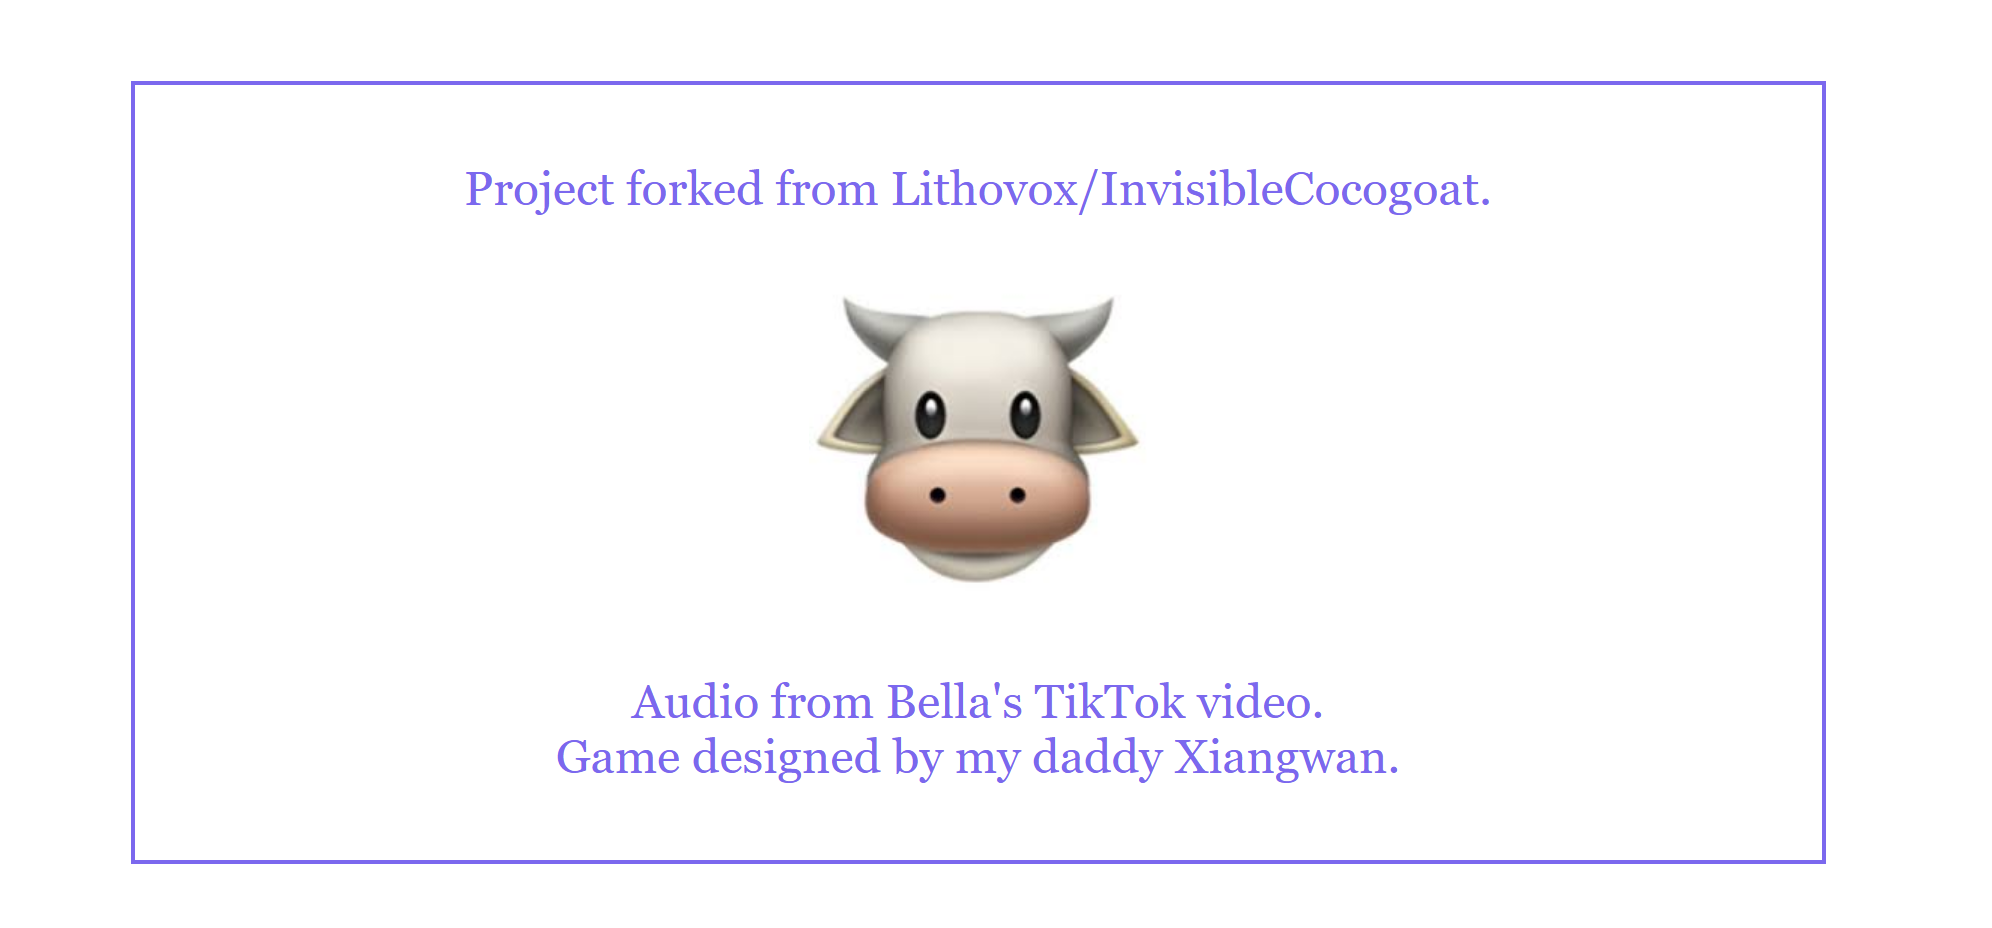 Project forked from Lithovox/InvisibleCocogoat.
Audio from Bella's TikTok video.
Game designed by my daddy Xiangwan.